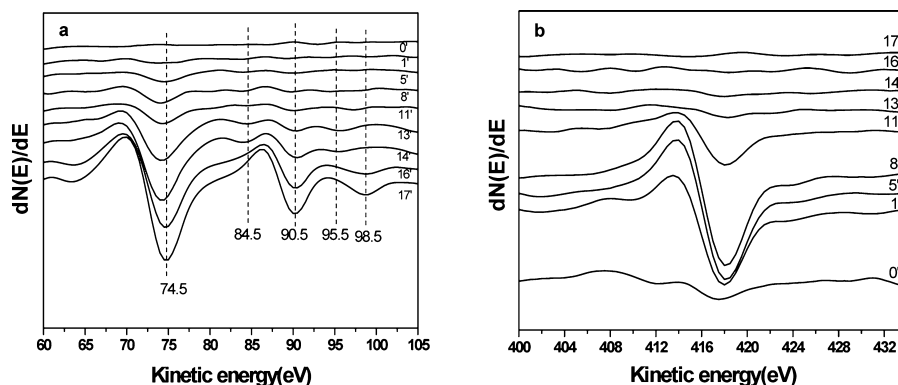 a
dN(E)/dE
0'
1'
5'
8'
11'
13'
14'
16'
17'
84.5 90.5 95.5 98.5
74.5
60 65 70 75 80 85 90 95 100 105
Kinetic energy(eV)
b
dN(E)/dE
17'
16'
14'
13'
11'
8'
5'
1'
0'
400 404 408 412 416 420 424 428 432
Kinetic energy(eV)